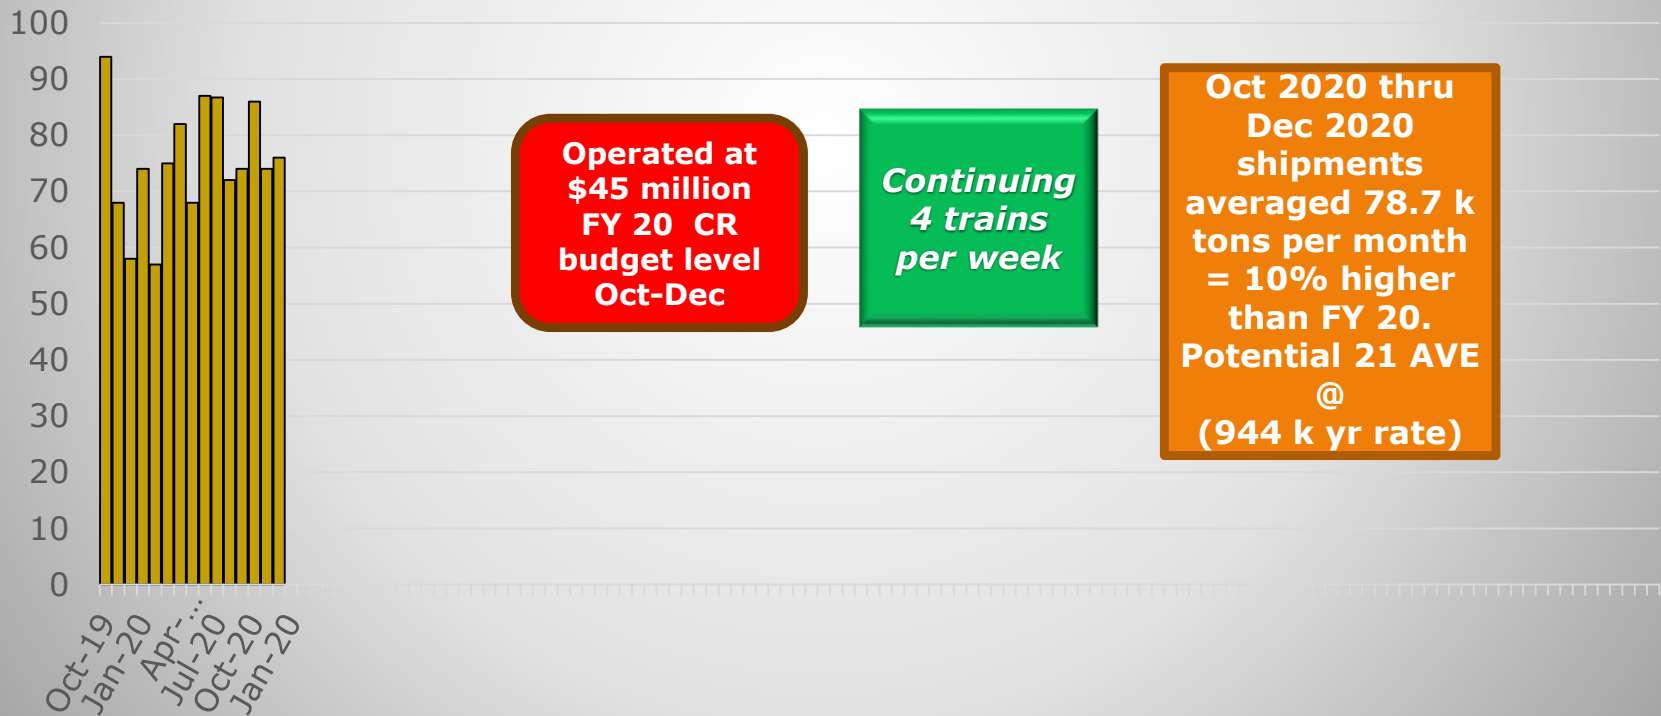 100
90
80
70
60
50
40
30
20
10
0
Oct-19
Jan-20
Apr-...
Jul-20
Oct-20
Jan-20
Operated at
$45 million
FY 20 CR
budget level
Oct-Dec
Continuing
4 trains
per week
Oct 2020 thru
Dec 2020
shipments
averaged 78.7 k
tons per month
= 10% higher
than FY 20.
Potential 21 AVE
@
(944 k yr rate)